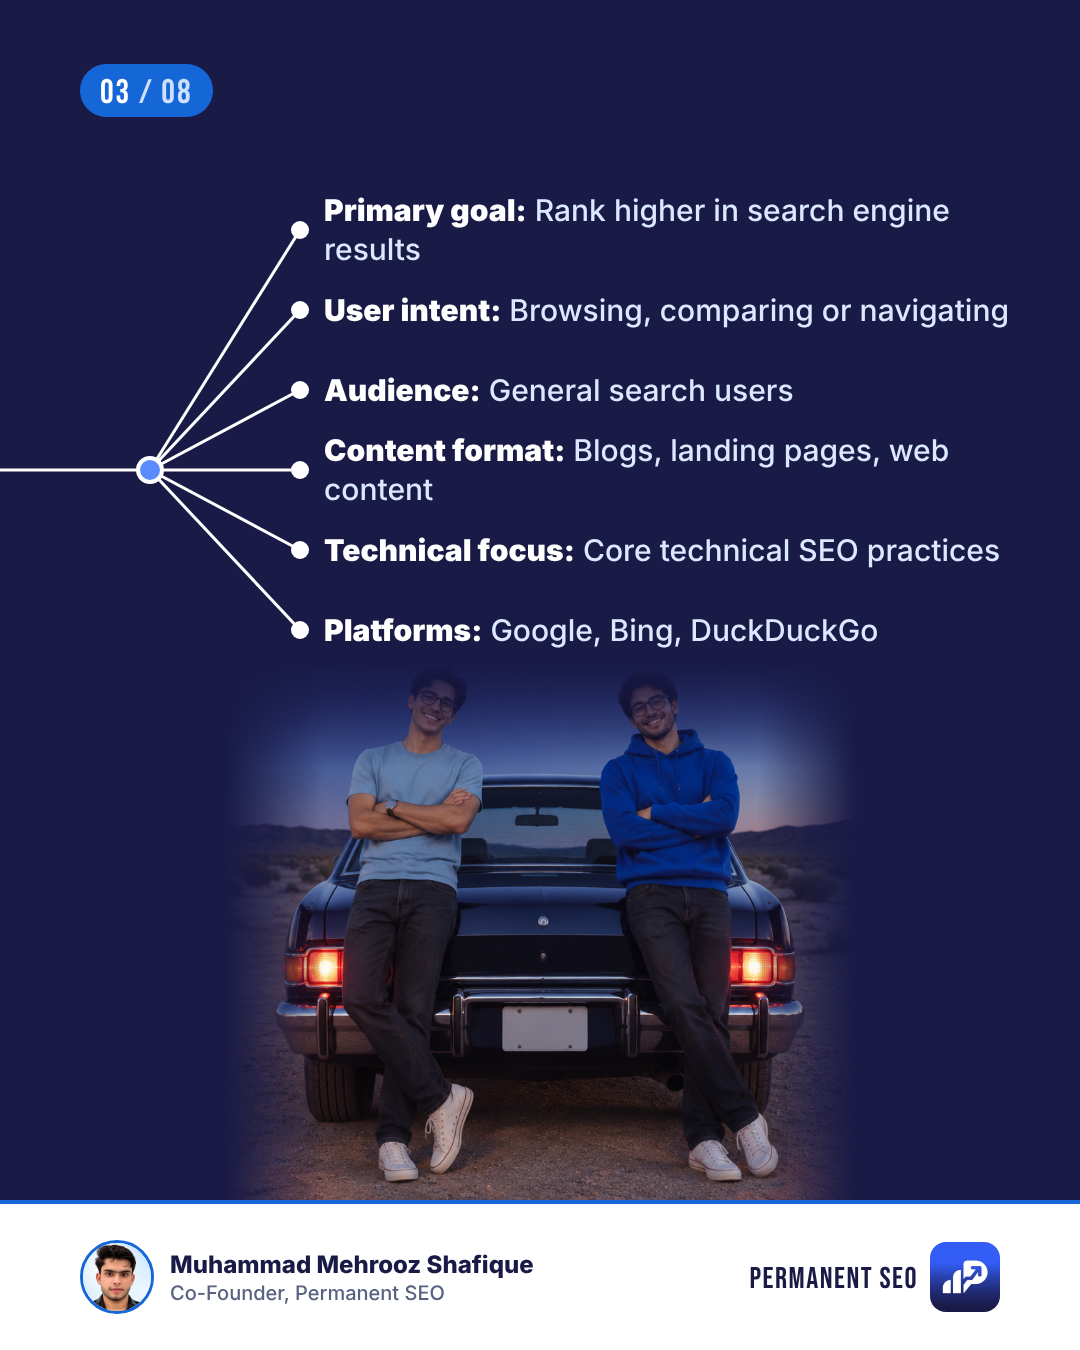 03 / 08
Primary goal: Rank higher in search engine
results
User intent: Browsing, comparing or navigating
Audience: General search users
Content format: Blogs, landing pages, web
content
Technical focus: Core technical SEO practices
Platforms: Google, Bing, DuckDuckGo
Muhammad Mehrooz Shafique
Co-Founder, Permanent SEO
PERMANENT SEO